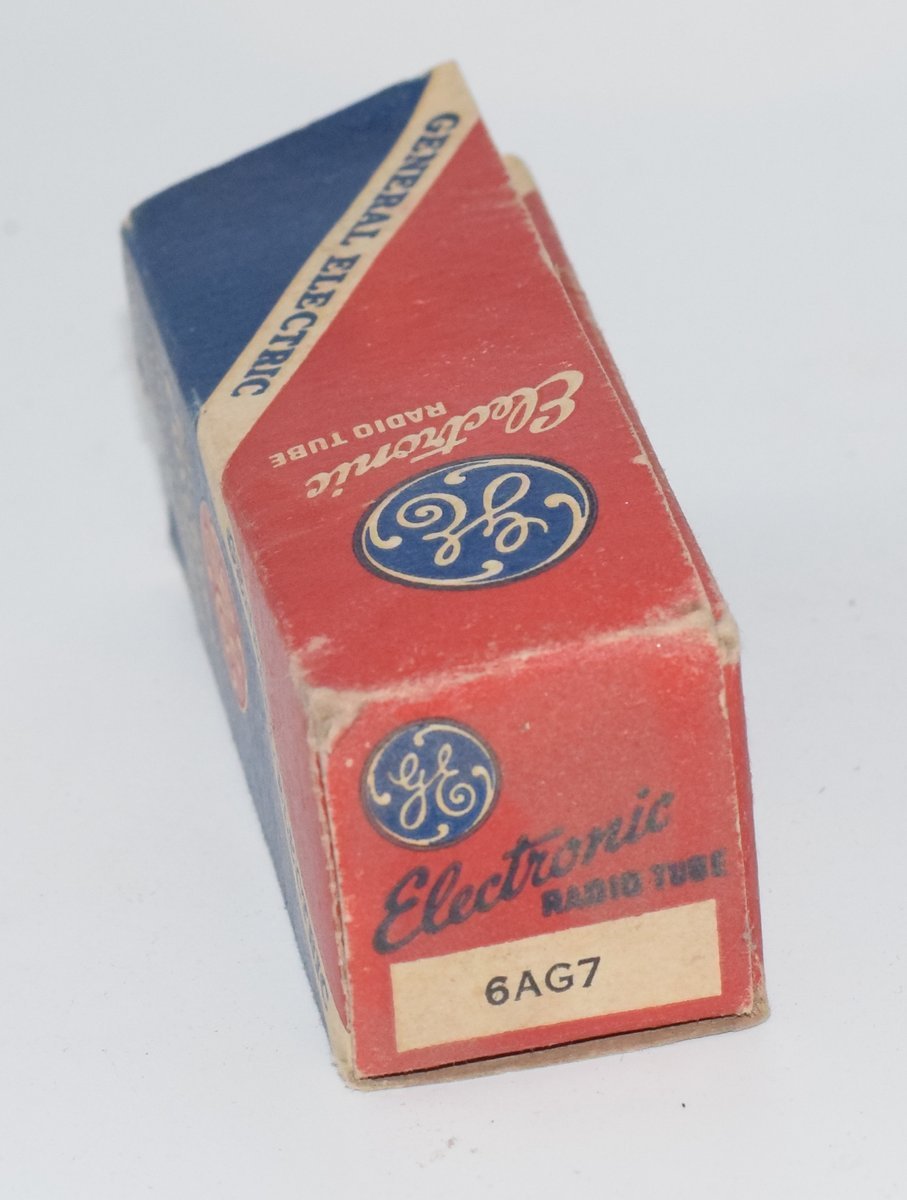 GENERAL ELECTRIC
Electronic
RADIO TUBE
GE
GE
Electronic
RADIO TUBE
6AG7